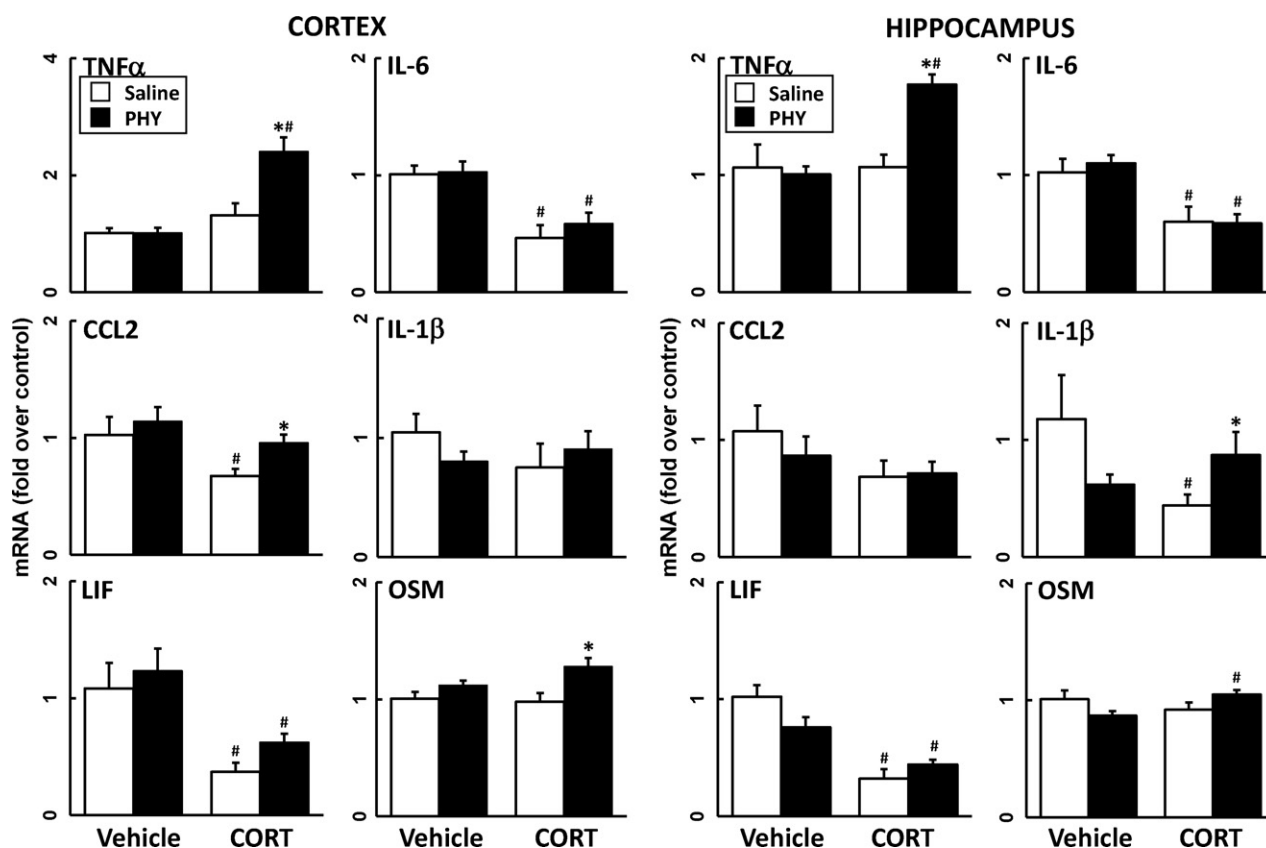 CORTEX
HIPPOCAMPUS
4
2
0
TNFα
Saline
PHY
*#
2
1
0
IL-6
#
#
2
1
0
TNFα
Saline
PHY
*#
2
1
0
IL-6
#
#
mRNA (fold over control)
2
1
0
CCL2
#
*
2
1
0
IL-1β
mRNA (fold over control)
2
1
0
CCL2
2
1
0
IL-1β
#
*
2
1
0
LIF
#
#
2
1
0
OSM
*
2
1
0
LIF
#
#
2
1
0
OSM
#
Vehicle CORT
Vehicle CORT
Vehicle CORT
Vehicle CORT